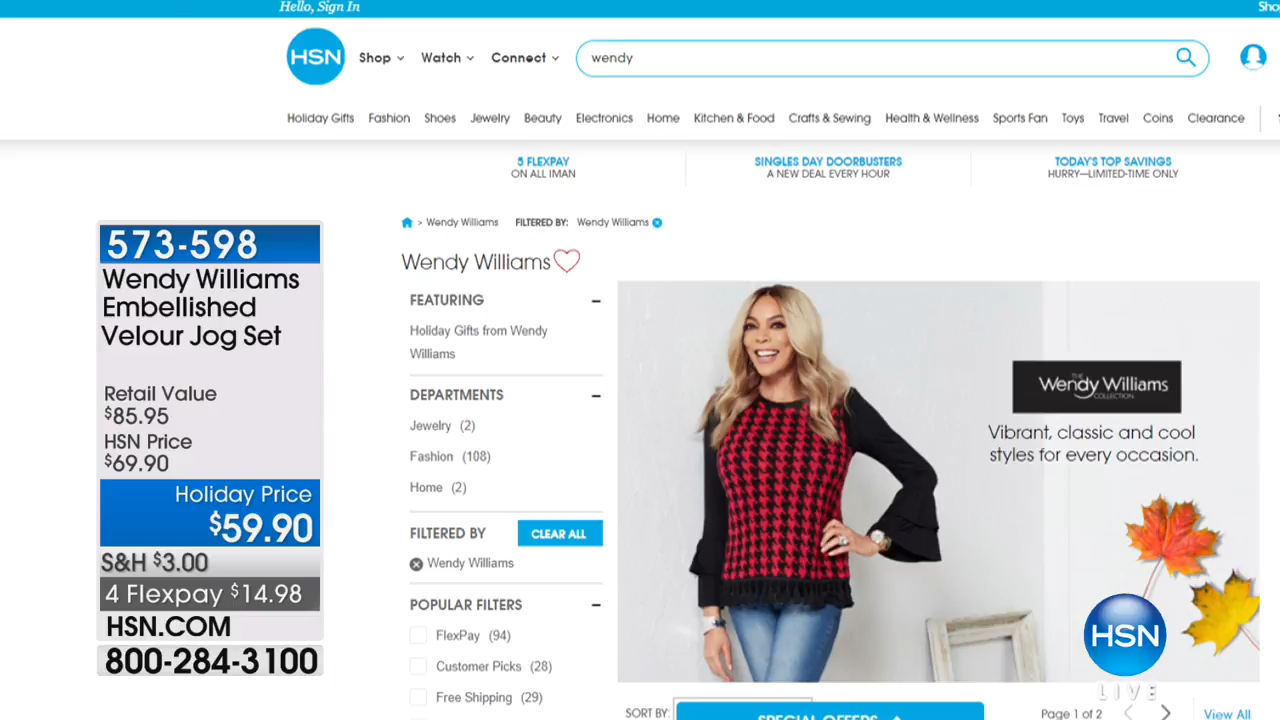 Hello, Sign In
Sho
HSN
Shop
Watch
Connect
wendy
Holiday Gifts
Fashion
Shoes
Jewelry
Beauty
Electronics
Home
Kitchen & Food
Crafts & Sewing
Health & Wellness
Sports Fan
Toys
Travel
Coins
Clearance
5 FLEXPAY
ON ALL IMAN
SINGLES DAY DOORBUSTERS
A NEW DEAL EVERY HOUR
TODAY'S TOP SAVINGS
HURRY—LIMITED-TIME ONLY
573-598
Wendy Williams
Embellished
Velour Jog Set
Retail Value
$85.95
HSN Price
$69.90
Holiday Price
$59.90
S&H $3.00
4 Flexpay $14.98
HSN.COM
800-284-3100
> Wendy Williams FILTERED BY: Wendy Williams
Wendy Williams
FEATURING
Holiday Gifts from Wendy
Williams
DEPARTMENTS
Jewelry (2)
Fashion (108)
Home (2)
FILTERED BY
CLEAR ALL
Wendy Williams
POPULAR FILTERS
FlexPay (94)
Customer Picks (28)
Free Shipping (29)
THE
Wendy Williams
COLLECTION
Vibrant, classic and cool
styles for every occasion.
HSN
LIVE
SORT BY:
SPECIAL OFFERS
Page 1 of 2
View All